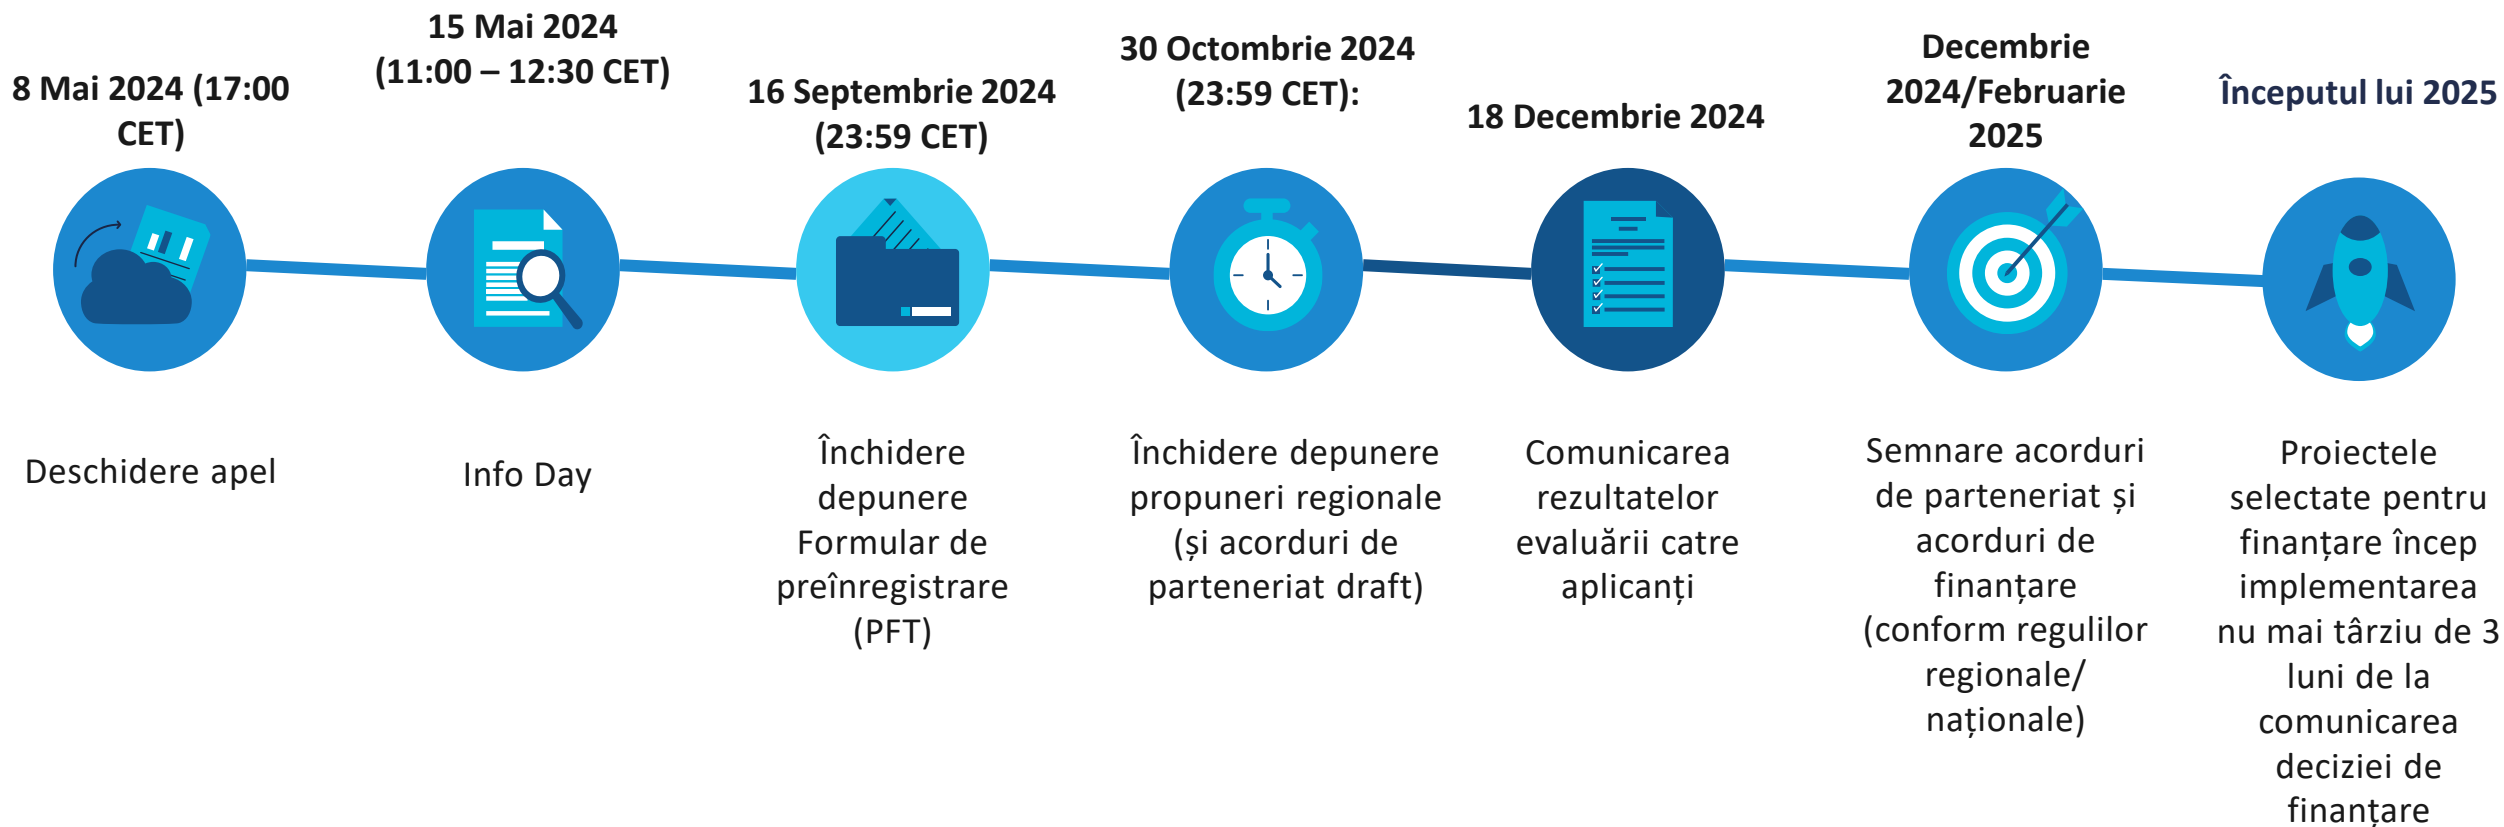 8 Mai 2024 (17:00
CET)
Deschidere apel
15 Mai 2024
(11:00 – 12:30 CET)
Info Day
16 Septembrie 2024
(23:59 CET)
Închidere
depunere
Formular de
preînregistrare
(PFT)
30 Octombrie 2024
(23:59 CET):
Închidere depunere
propuneri regionale
(și acorduri de
parteneriat draft)
18 Decembrie 2024
Comunicarea
rezultatelor
evaluării catre
aplicanți
Decembrie
2024/Februarie
2025
Semnare acorduri
de parteneriat și
acorduri de
finanțare
(conform regulilor
regionale/
naționale)
Începutul lui 2025
Proiectele
selectate pentru
finanțare încep
implementarea
nu mai târziu de 3
luni de la
comunicarea
deciziei de
finanțare